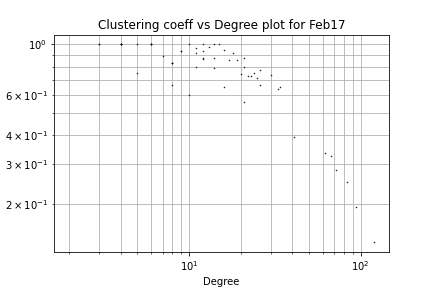 Clustering coeff vs Degree plot for Feb17
10⁰
6 × 10⁻¹
4 × 10⁻¹
3 × 10⁻¹
2 × 10⁻¹
10¹
10²
Degree